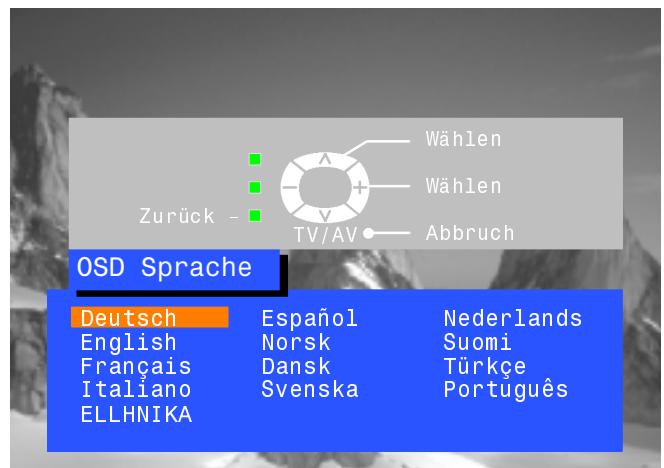 Wählen
Wählen
Zurück –
TV/AV
Abbruch
OSD Sprache
Deutsch Español Nederlands
English Norsk Suomi
Français Dansk Türkçe
Italiano Svenska Português
ELLHNIKA